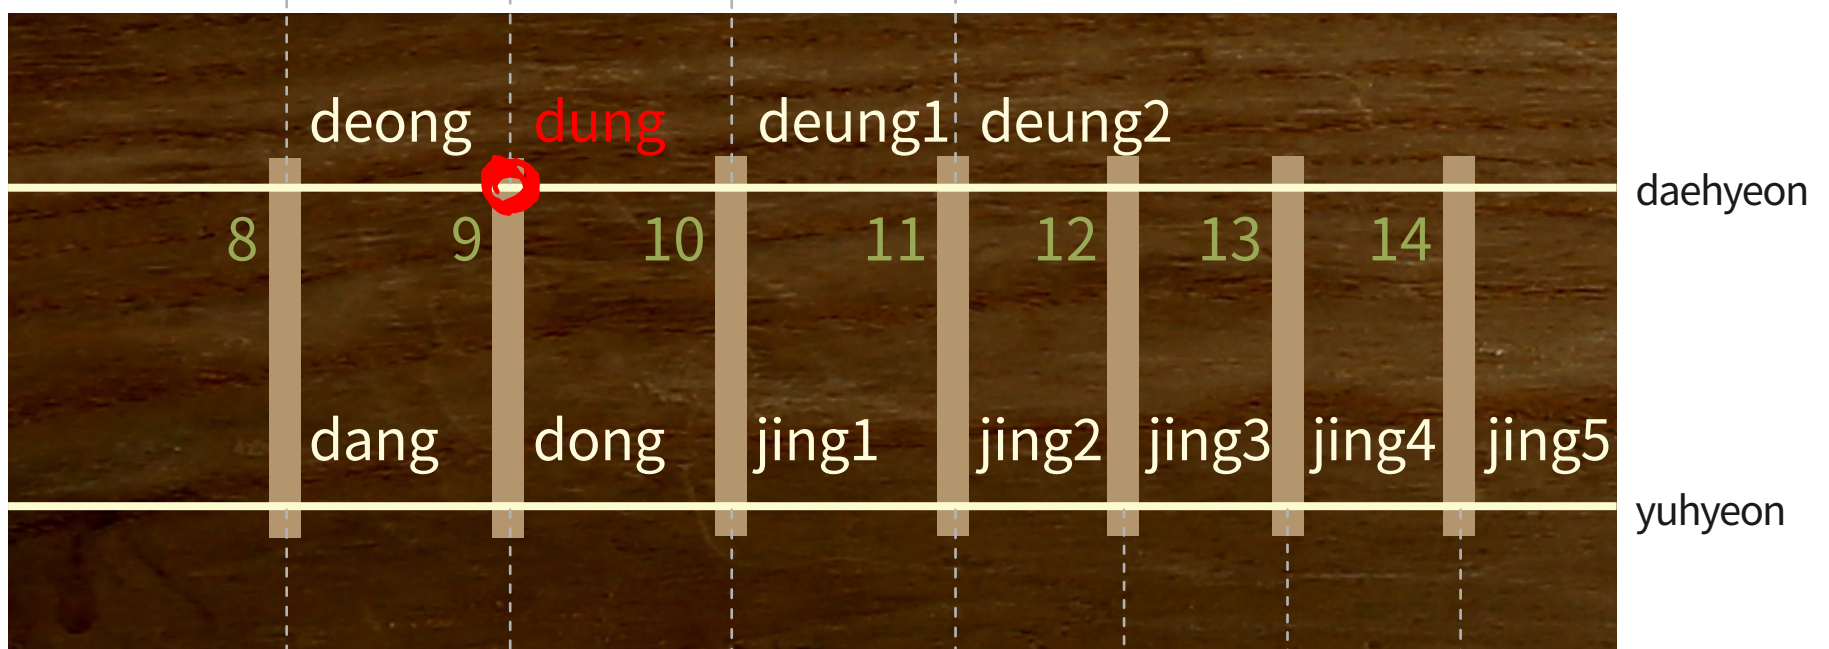 deong dung deung1 deung2
daehyeon
8 9 10 11 12 13 14
dang dong jing1 jing2 jing3 jing4 jing5
yuhyeon